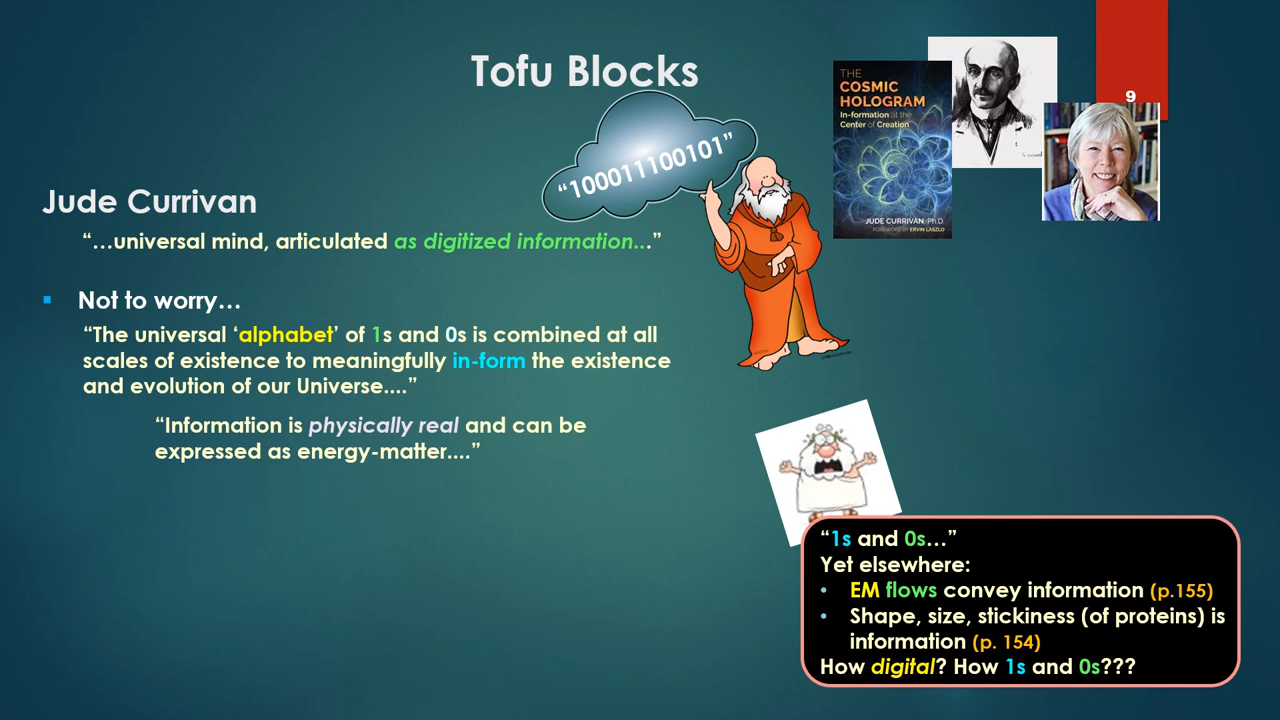 Tofu Blocks
9
THE
COSMIC
HOLOGRAM
In-formation at the
Center of Creation
JUDE CURRIVAN, Ph.D.
FOREWORD BY ERVIN LASZLO
“100011100101”
Jude Currivan
“…universal mind, articulated as digitized information...”
Not to worry…
“The universal ‘alphabet’ of 1s and 0s is combined at all
scales of existence to meaningfully in-form the existence
and evolution of our Universe....”
“Information is physically real and can be
expressed as energy-matter....”
“1s and 0s…”
Yet elsewhere:
• EM flows convey information (p.155)
• Shape, size, stickiness (of proteins) is
information (p. 154)
How digital? How 1s and 0s???